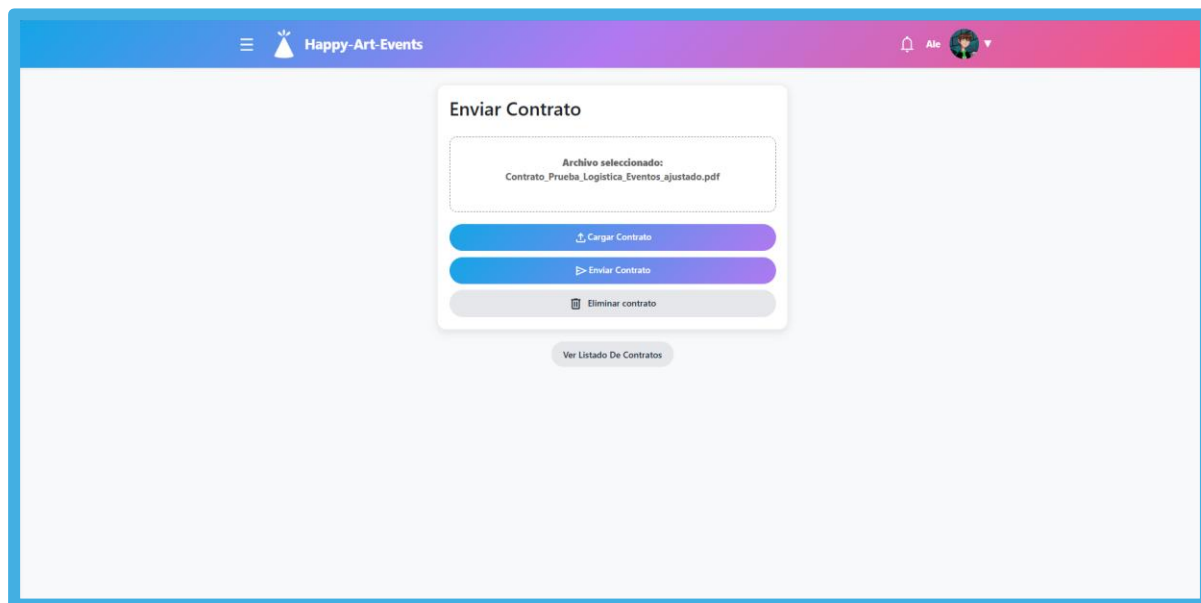 Happy-Art-Events
Ale
Enviar Contrato
Archivo seleccionado:
Contrato_Prueba_Logistica_Eventos_ajustado.pdf
Cargar Contrato
Enviar Contrato
Eliminar contrato
Ver Listado De Contratos